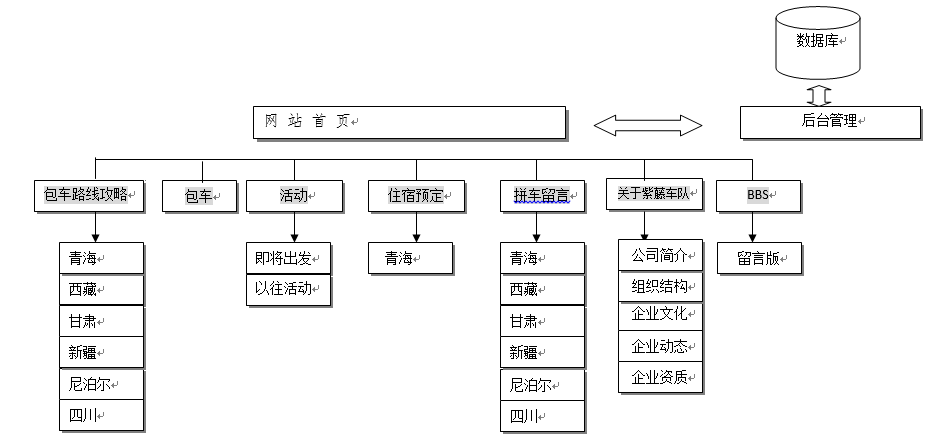 数据库
网 站 首 页
后台管理
包车路线攻略
包车
活动
住宿预定
拼车留言
关于紫藤车队
BBS
青海
西藏
甘肃
新疆
尼泊尔
四川
即将出发
以往活动
青海
青海
西藏
甘肃
新疆
尼泊尔
四川
公司简介
组织结构
企业文化
企业动态
企业资质
留言版